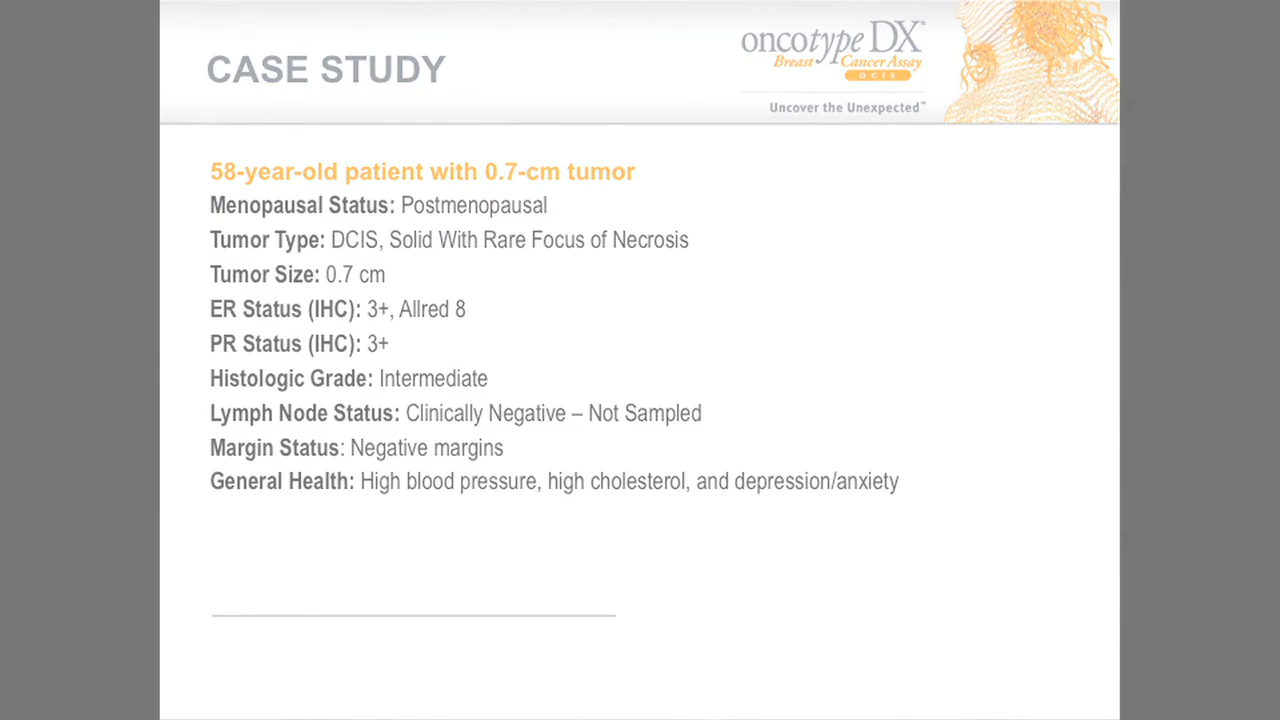 CASE STUDY
oncotype DX®
Breast Cancer Assay
DCIS
Uncover the Unexpected™
58-year-old patient with 0.7-cm tumor
Menopausal Status: Postmenopausal
Tumor Type: DCIS, Solid With Rare Focus of Necrosis
Tumor Size: 0.7 cm
ER Status (IHC): 3+, Allred 8
PR Status (IHC): 3+
Histologic Grade: Intermediate
Lymph Node Status: Clinically Negative – Not Sampled
Margin Status: Negative margins
General Health: High blood pressure, high cholesterol, and depression/anxiety